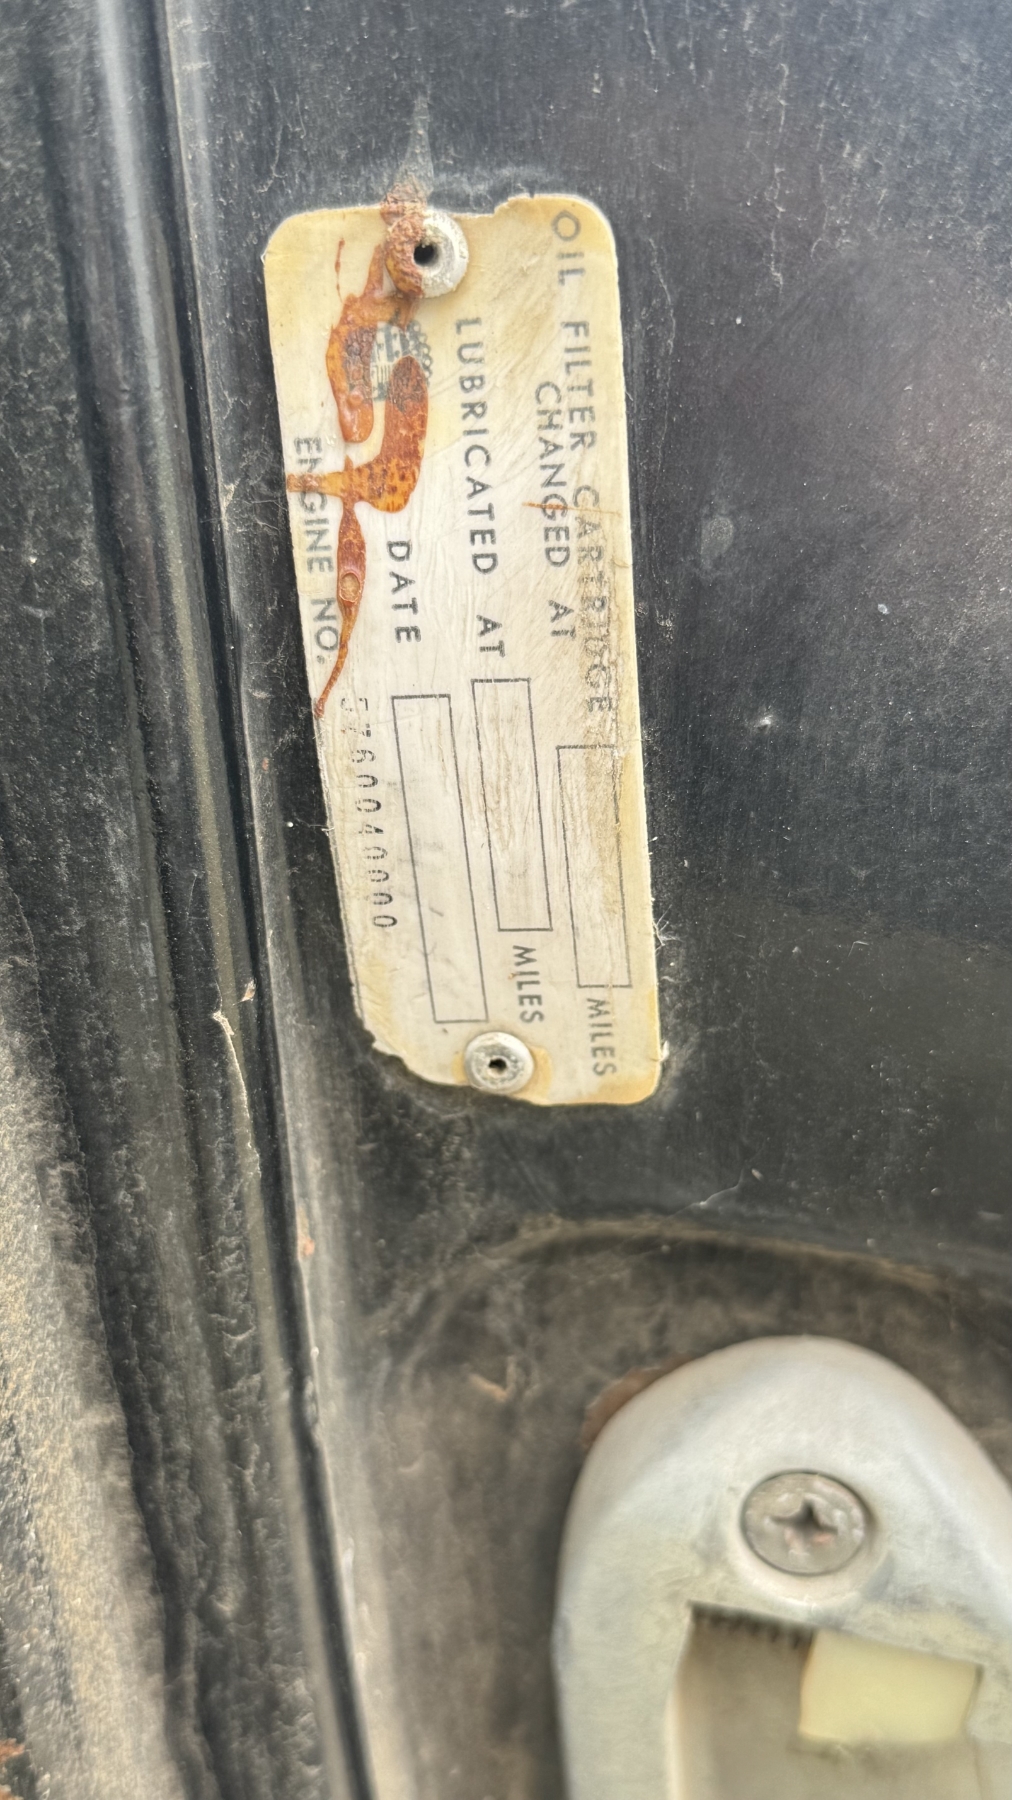 OIL FILTER CARTRIDGE
CHANGED AT MILES
LUBRICATED AT MILES
DATE
ENGINE NO. 5760040000